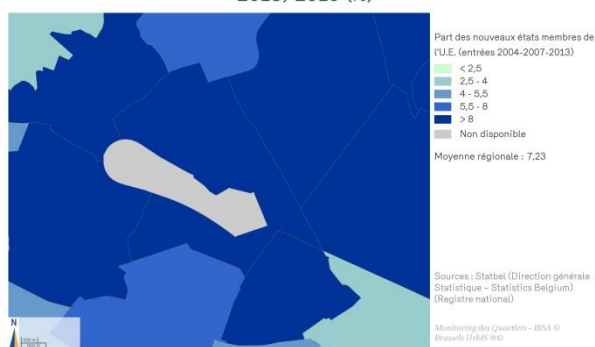 Part des nouveaux états membres de
l'U.E. (entrées 2004-2007-2013)
< 2,5
2,5 - 4
4 - 5,5
5,5 - 8
> 8
Non disponible
Moyenne régionale : 7,23
Sources : Statbel (Direction générale
Statistique – Statistics Belgium)
(Registre national)
Monitoring des Quartiers - IBSA ©
Brussels UrbIS ®©
N